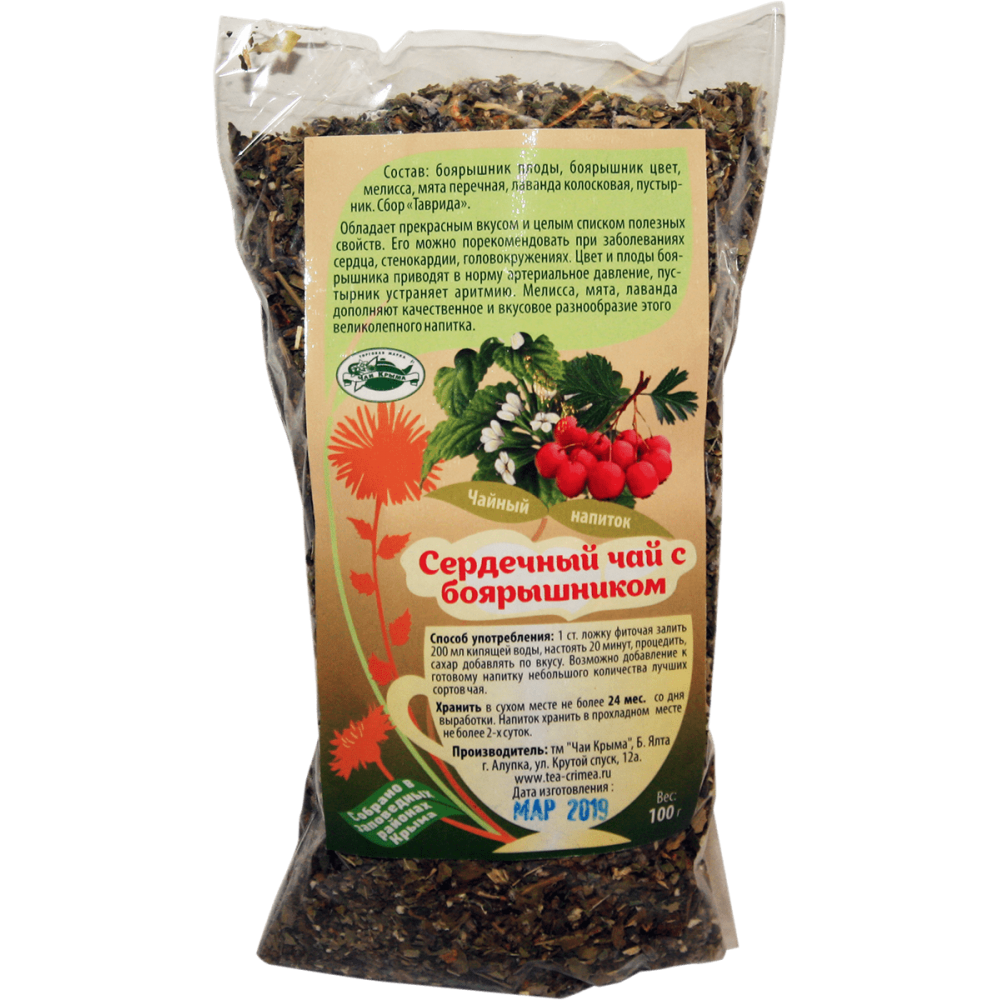 Состав: боярышник плоды, боярышник цвет,
мелисса, мята перечная, лаванда колосковая, пустыр-
ник. Сбор «Таврида».
Обладает прекрасным вкусом и целым списком полезных
свойств. Его можно порекомендовать при заболеваниях
сердца, стенокардии, головокружениях. Цвет и плоды боя-
рышника приводят в норму артериальное давление, пус-
тырник устраняет аритмию. Мелисса, мята, лаванда
дополняют качественное и вкусовое разнообразие этого
великолепного напитка.
ТОРГОВАЯ МАРКА
Чаи Крыма
Чайный напиток
Сердечный чай с
боярышником
Способ употребления: 1 ст. ложку фиточая залить
200 мл кипящей воды, настоять 20 минут, процедить,
сахар добавлять по вкусу. Возможно добавление к
готовому напитку небольшого количества лучших
сортов чая.
Хранить в сухом месте не более 24 мес. со дня
выработки. Напиток хранить в прохладном месте
не более 2-х суток.
Производитель: тм "Чаи Крыма", Б. Ялта
г. Алупка, ул. Крутой спуск, 12а.
www.tea-crimea.ru
Дата изготовления :
МАР 2019
Вес:
100 г
Собрано в
заповедных
районах
Крыма